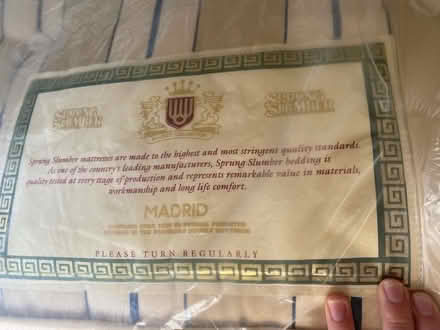 SPRUNG SLUMBER
SPRUNG SLUMBER
Sprung Slumber mattresses are made to the highest and most stringent quality standards.
As one of the country's leading manufacturers, Sprung Slumber bedding is
quality tested at every stage of production and represents remarkable value in materials,
workmanship and long life comfort.
MADRID
PLEASE TURN REGULARLY